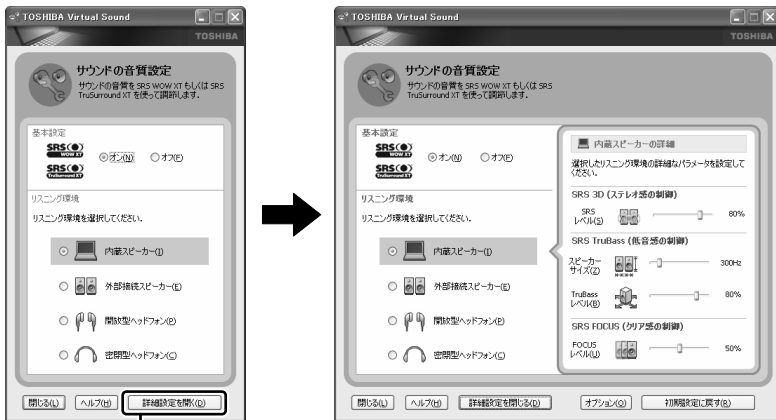 TOSHIBA Virtual Sound
TOSHIBA
サウンドの音質設定
サウンドの音質を SRS WOW XT もしくは SRS
TruSurround XT を使って調節します。
基本設定
SRS WOW XT
オン(N) オフ(F)
SRS TruSurround XT
リスニング環境
リスニング環境を選択してください。
内蔵スピーカー(I)
外部接続スピーカー(E)
開放型ヘッドフォン(P)
密閉型ヘッドフォン(C)
閉じる(L) ヘルプ(H) 詳細設定を開く(D)
TOSHIBA Virtual Sound
TOSHIBA
サウンドの音質設定
サウンドの音質を SRS WOW XT もしくは SRS
TruSurround XT を使って調節します。
基本設定
SRS WOW XT
オン(N) オフ(F)
SRS TruSurround XT
リスニング環境
リスニング環境を選択してください。
内蔵スピーカー(I)
外部接続スピーカー(E)
開放型ヘッドフォン(P)
密閉型ヘッドフォン(C)
内蔵スピーカーの詳細
選択したリスニング環境の詳細なパラメータを設定して
ください。
SRS 3D (ステレオ感の制御)
SRS
レベル(S) 80%
SRS TruBass (低音感の制御)
スピーカー
サイズ(Z) 300Hz
TruBass
レベル(B) 80%
SRS FOCUS (クリア感の制御)
FOCUS
レベル(U) 50%
閉じる(L) ヘルプ(H) 詳細設定を閉じる(D) オプション(O) 初期設定に戻す(R)